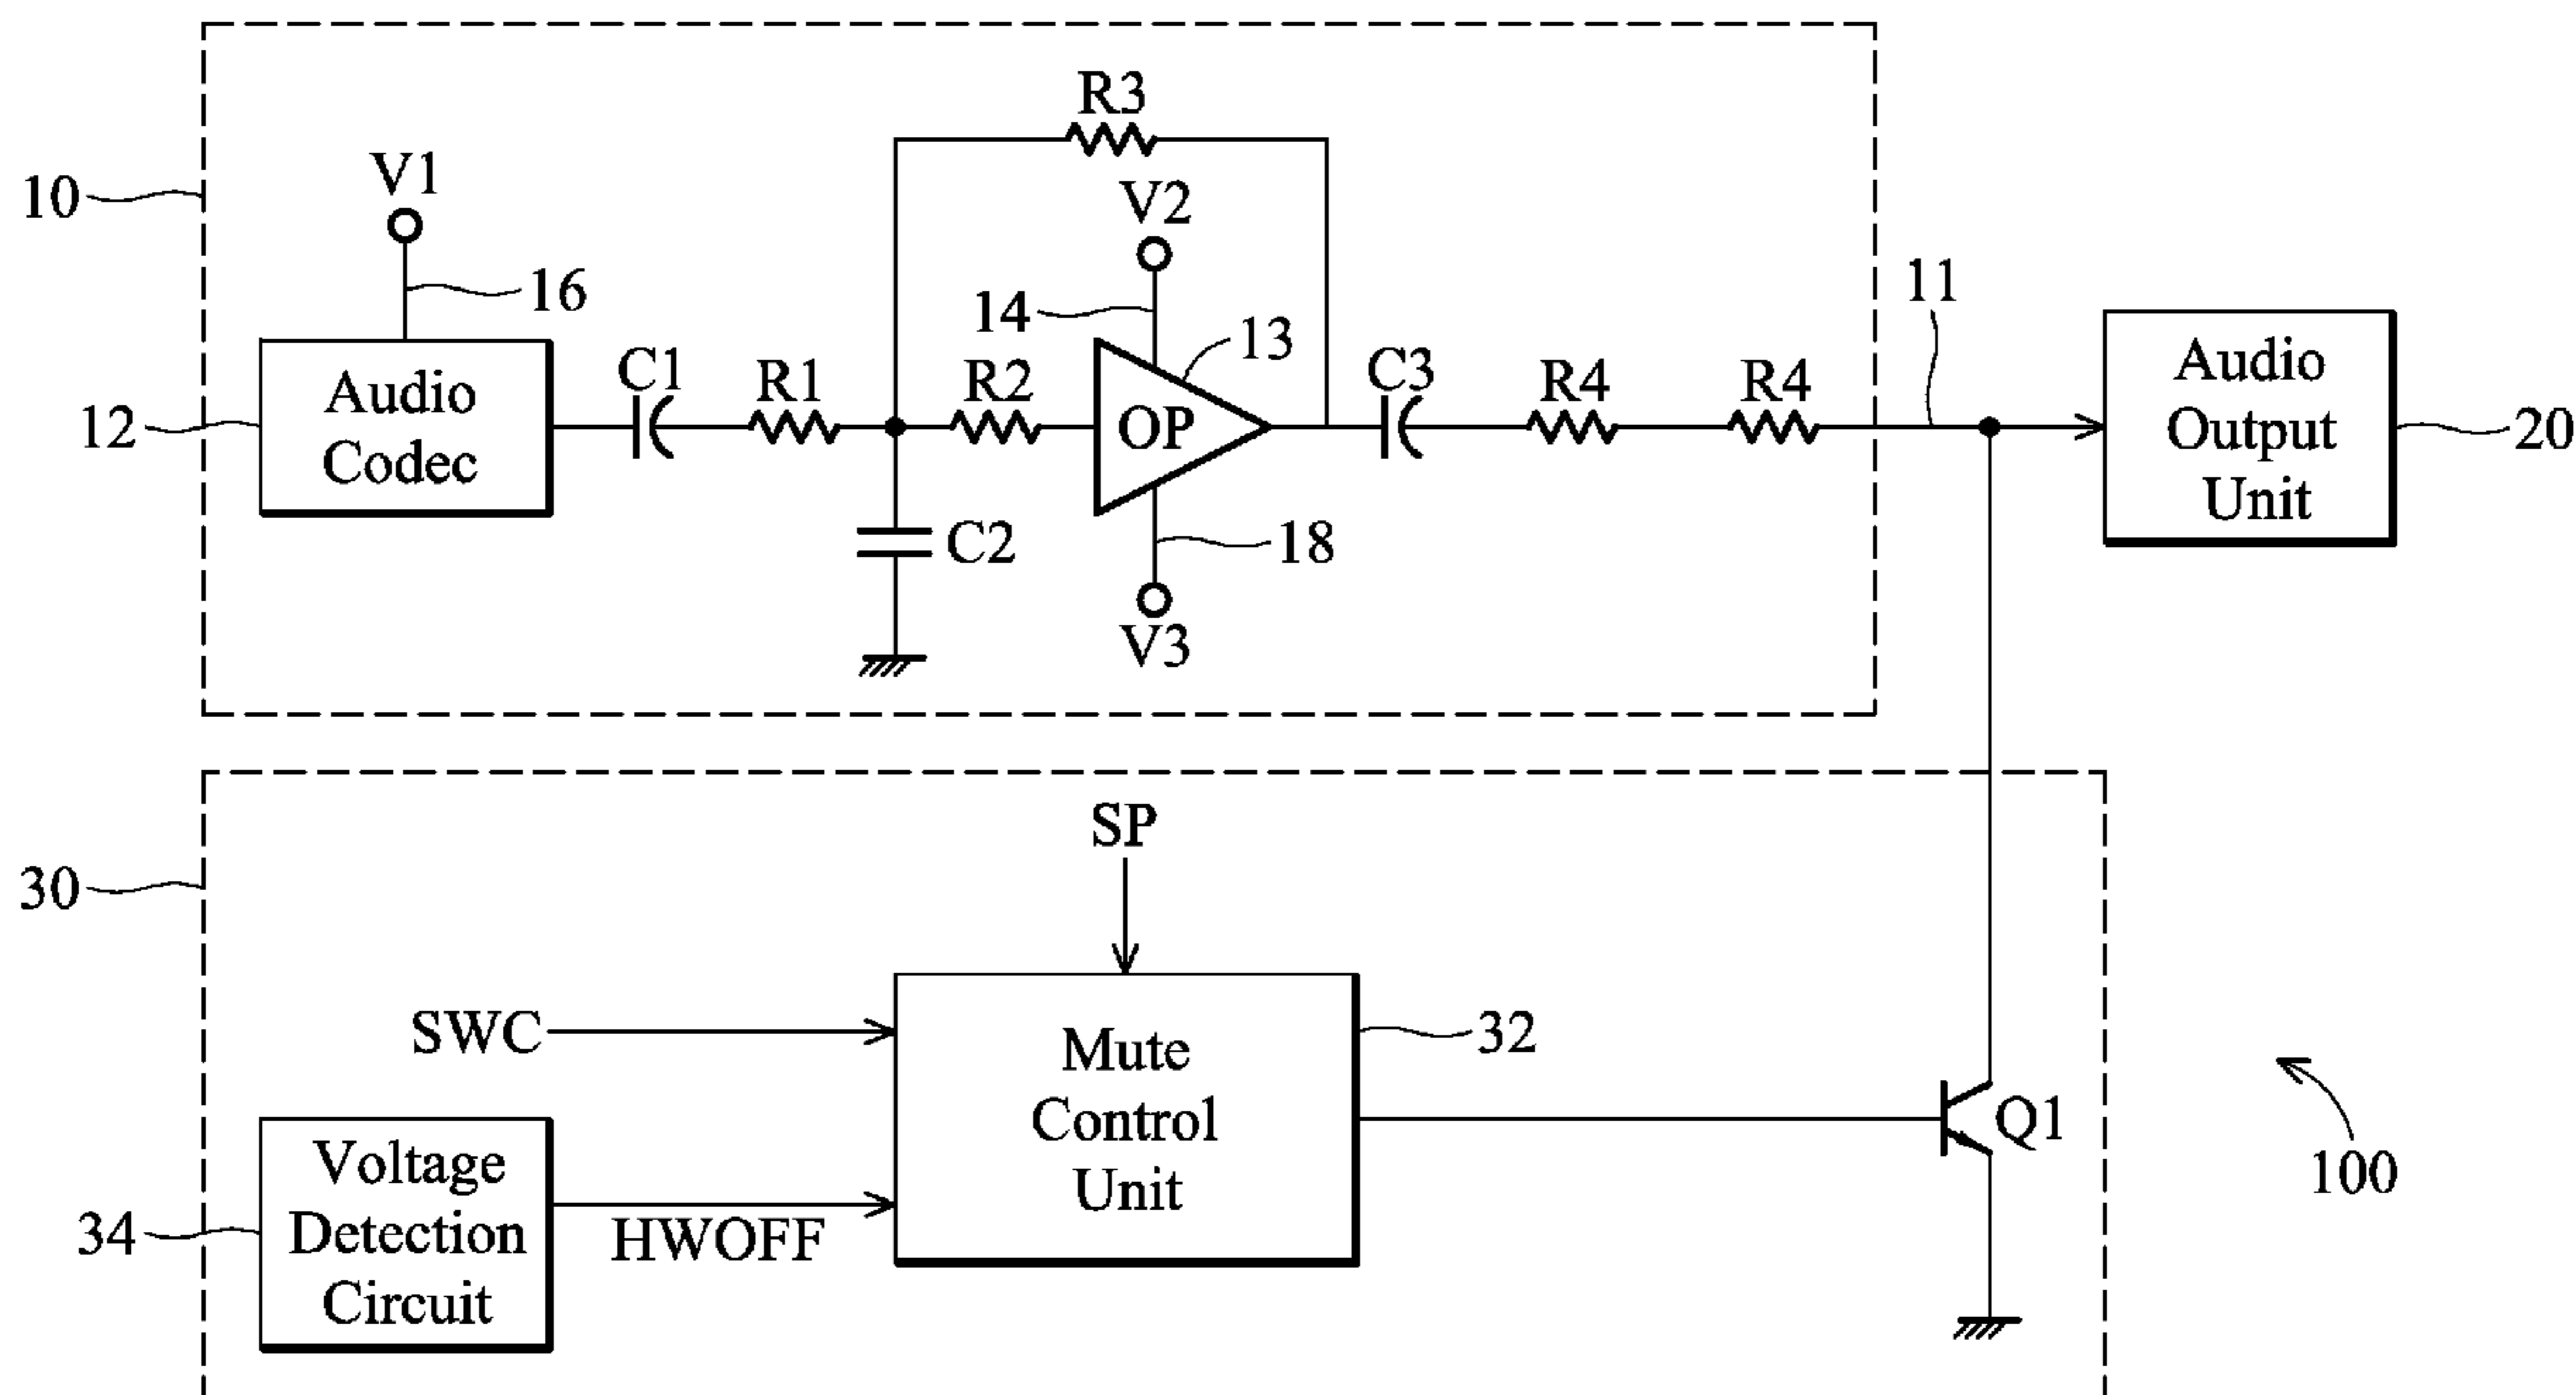 R3
V1
V2
10
16
14
13
11
Audio
Codec
12
C1
R1
R2
OP
C3
R4
R4
Audio
Output
Unit
20
C2
18
V3
SP
30
SWC
32
Mute
Control
Unit
Q1
100
Voltage
Detection
Circuit
34
HWOFF